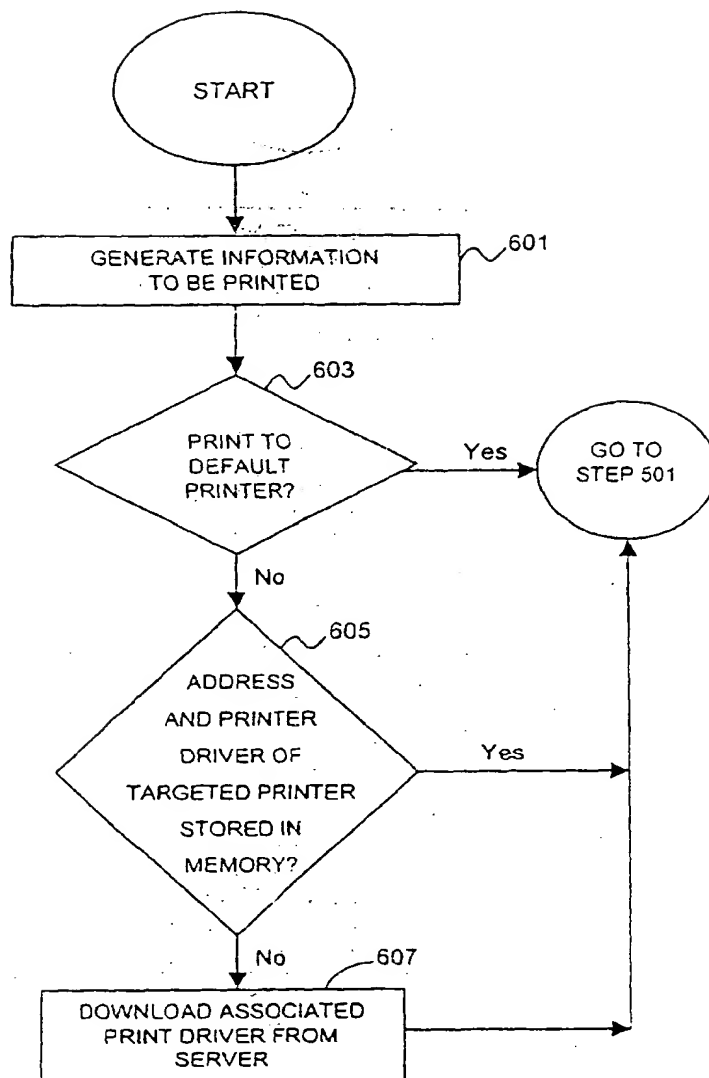 START
GENERATE INFORMATION
TO BE PRINTED
601
603
PRINT TO
DEFAULT
PRINTER?
Yes
GO TO
STEP 501
No
605
ADDRESS
AND PRINTER
DRIVER OF
TARGETED PRINTER
STORED IN
MEMORY?
Yes
No
607
DOWNLOAD ASSOCIATED
PRINT DRIVER FROM
SERVER